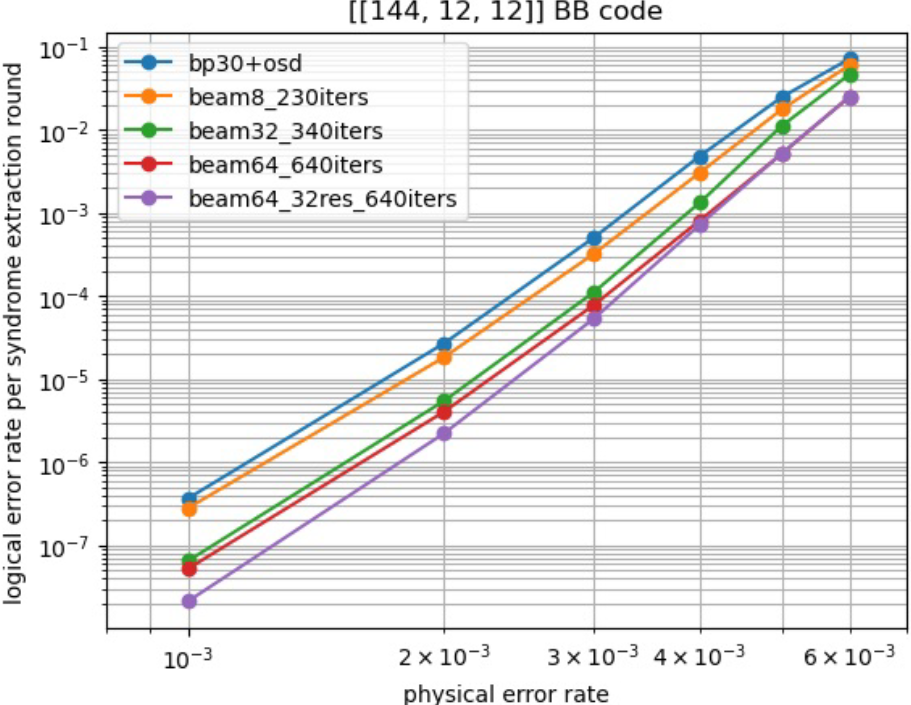 [[144, 12, 12]] BB code
bp30+osd
beam8_230iters
beam32_340iters
beam64_640iters
beam64_32res_640iters
logical error rate per syndrome extraction round
10⁻¹
10⁻²
10⁻³
10⁻⁴
10⁻⁵
10⁻⁶
10⁻⁷
10⁻³
2 × 10⁻³
3 × 10⁻³
4 × 10⁻³
6 × 10⁻³
physical error rate